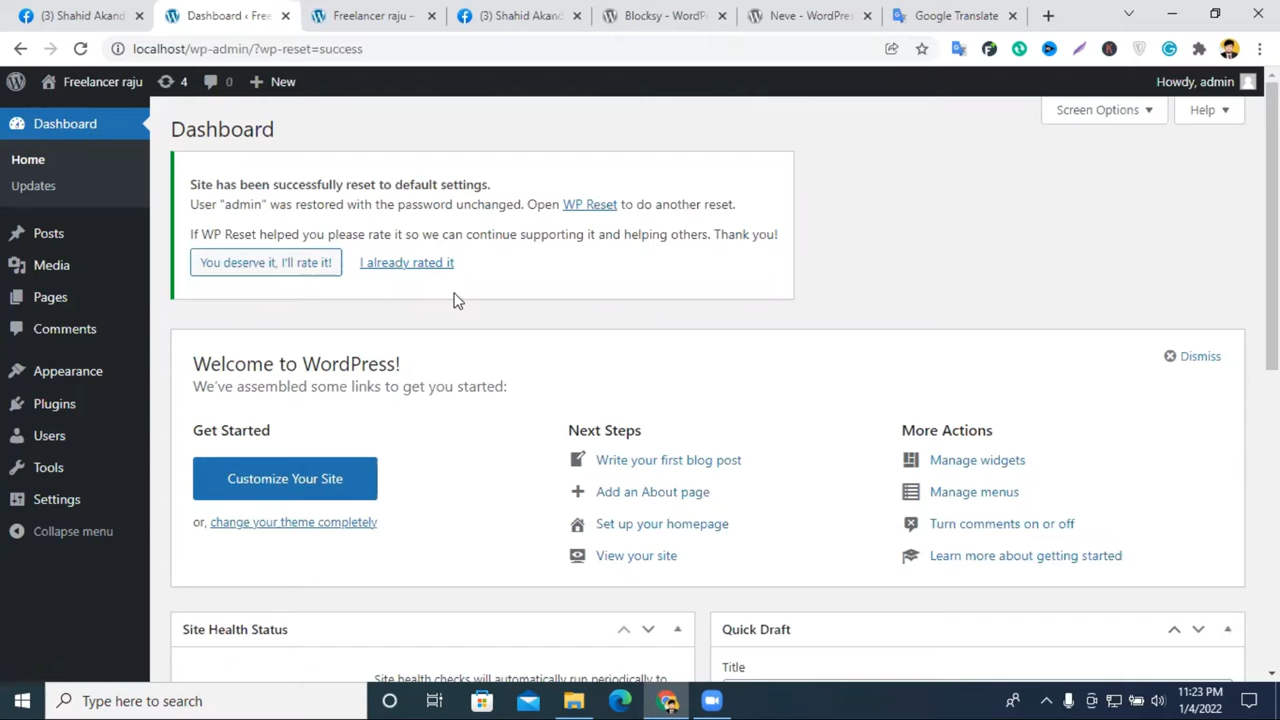 (3) Shahid Akand
Dashboard ‹ Free
Freelancer raju –
(3) Shahid Akand
Blocksy - WordPr
Neve - WordPress
Google Translate
localhost/wp-admin/?wp-reset=success
Freelancer raju
4
0
New
Howdy, admin
Dashboard
Home
Updates
Posts
Media
Pages
Comments
Appearance
Plugins
Users
Tools
Settings
Collapse menu
Screen Options
Help
Dashboard
Site has been successfully reset to default settings.
User "admin" was restored with the password unchanged. Open WP Reset to do another reset.
If WP Reset helped you please rate it so we can continue supporting it and helping others. Thank you!
You deserve it, I'll rate it!
I already rated it
Welcome to WordPress!
We've assembled some links to get you started:
Dismiss
Get Started
Customize Your Site
or, change your theme completely
Next Steps
Write your first blog post
Add an About page
Set up your homepage
View your site
More Actions
Manage widgets
Manage menus
Turn comments on or off
Learn more about getting started
Site Health Status
Site health checks will automatically run periodically to
Quick Draft
Title
Type here to search
11:23 PM
1/4/2022